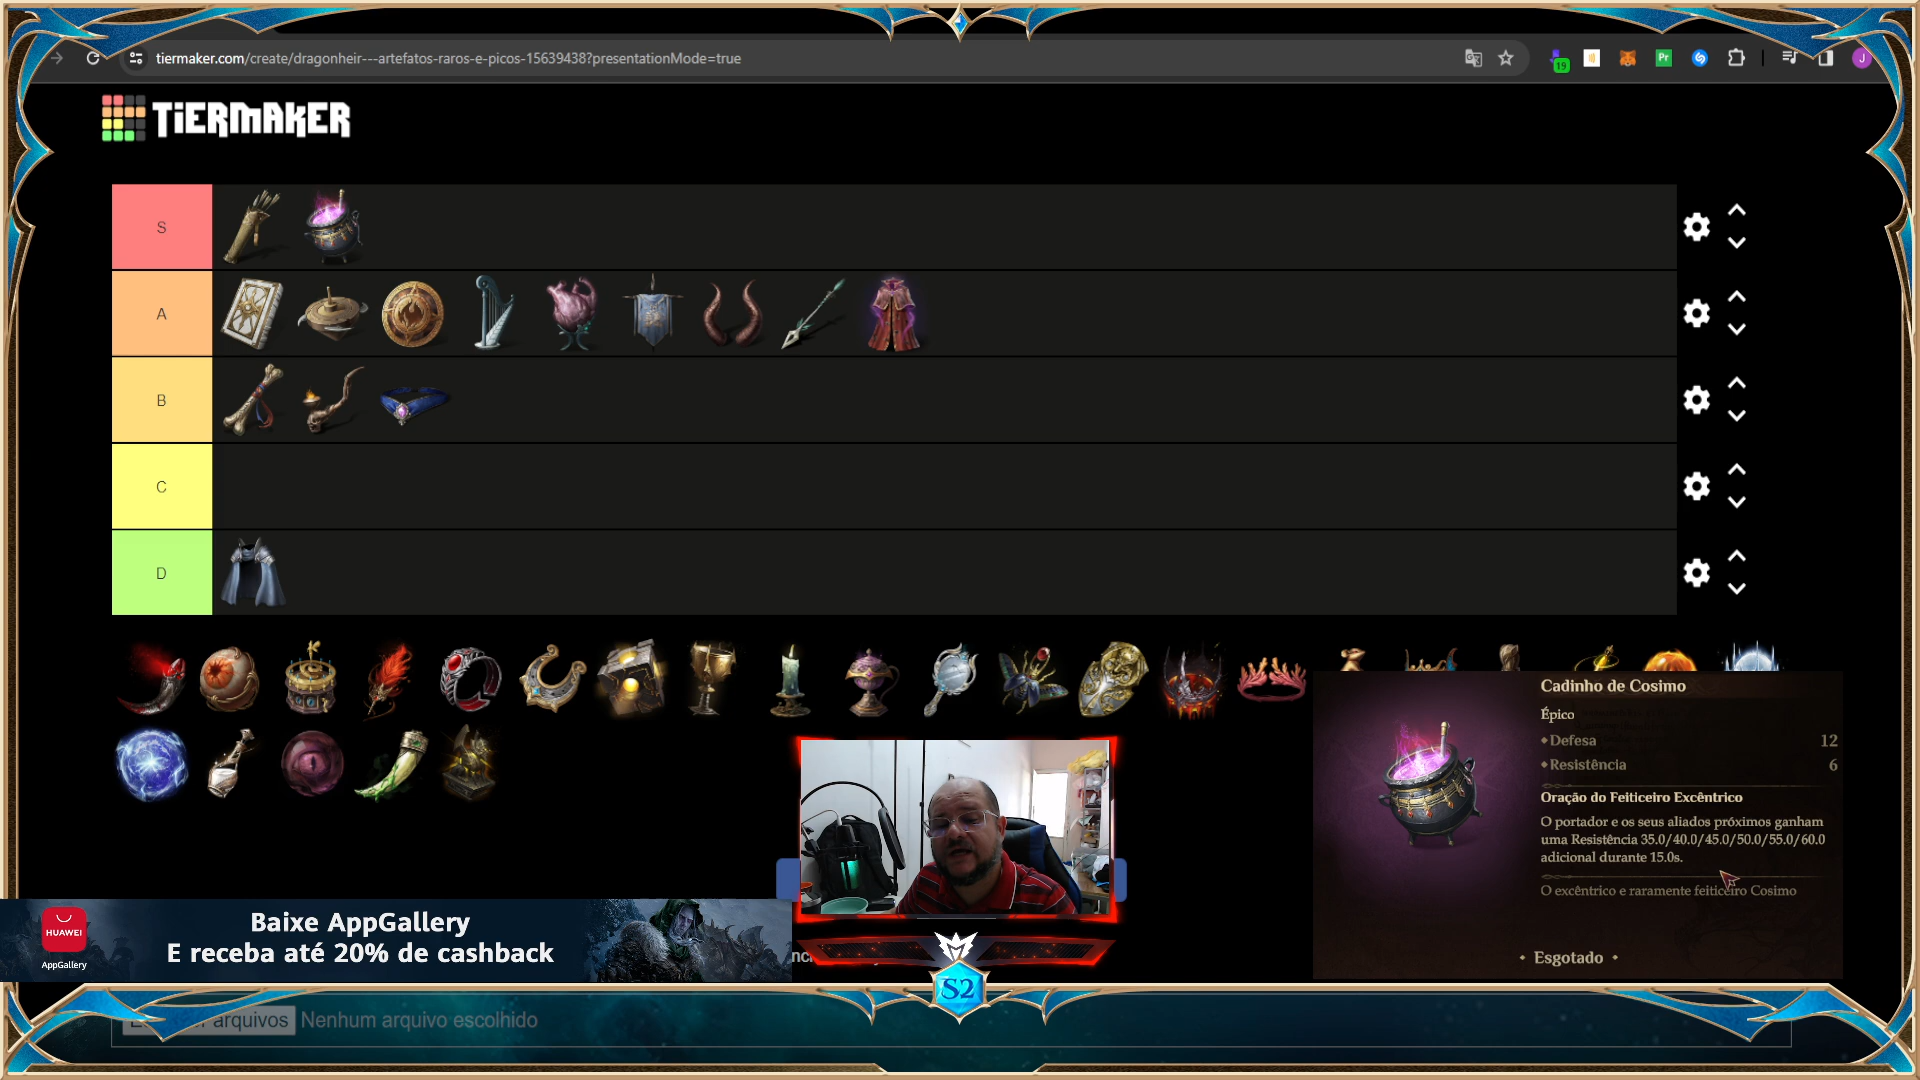 tiermaker.com/create/dragonheir---artefatos-raros-e-picos-15639438?presentationMode=true
19
Pr
J
TiERMAKER
S
A
B
C
D
Cadinho de Cosimo
Épico
Defesa 12
Resistência 6
Oração do Feiticeiro Excêntrico
O portador e os seus aliados próximos ganham
uma Resistência 35.0/40.0/45.0/50.0/55.0/60.0
adicional durante 15.0s.
O excêntrico e raramente feiticeiro Cosimo
Esgotado
HUAWEI
AppGallery
Baixe AppGallery
E receba até 20% de cashback
S2
arquivos Nenhum arquivo escolhido